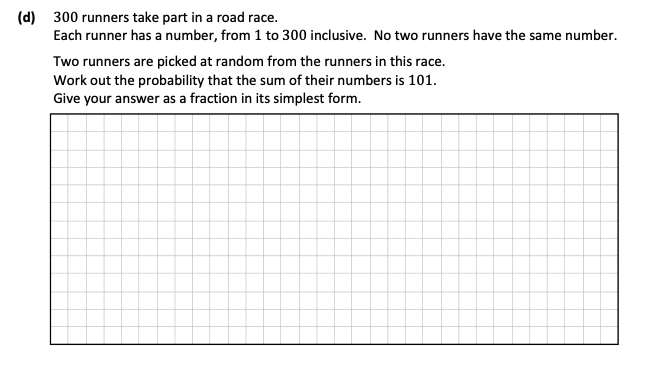 (d) 300 runners take part in a road race.
Each runner has a number, from 1 to 300 inclusive. No two runners have the same number.
Two runners are picked at random from the runners in this race.
Work out the probability that the sum of their numbers is 101.
Give your answer as a fraction in its simplest form.